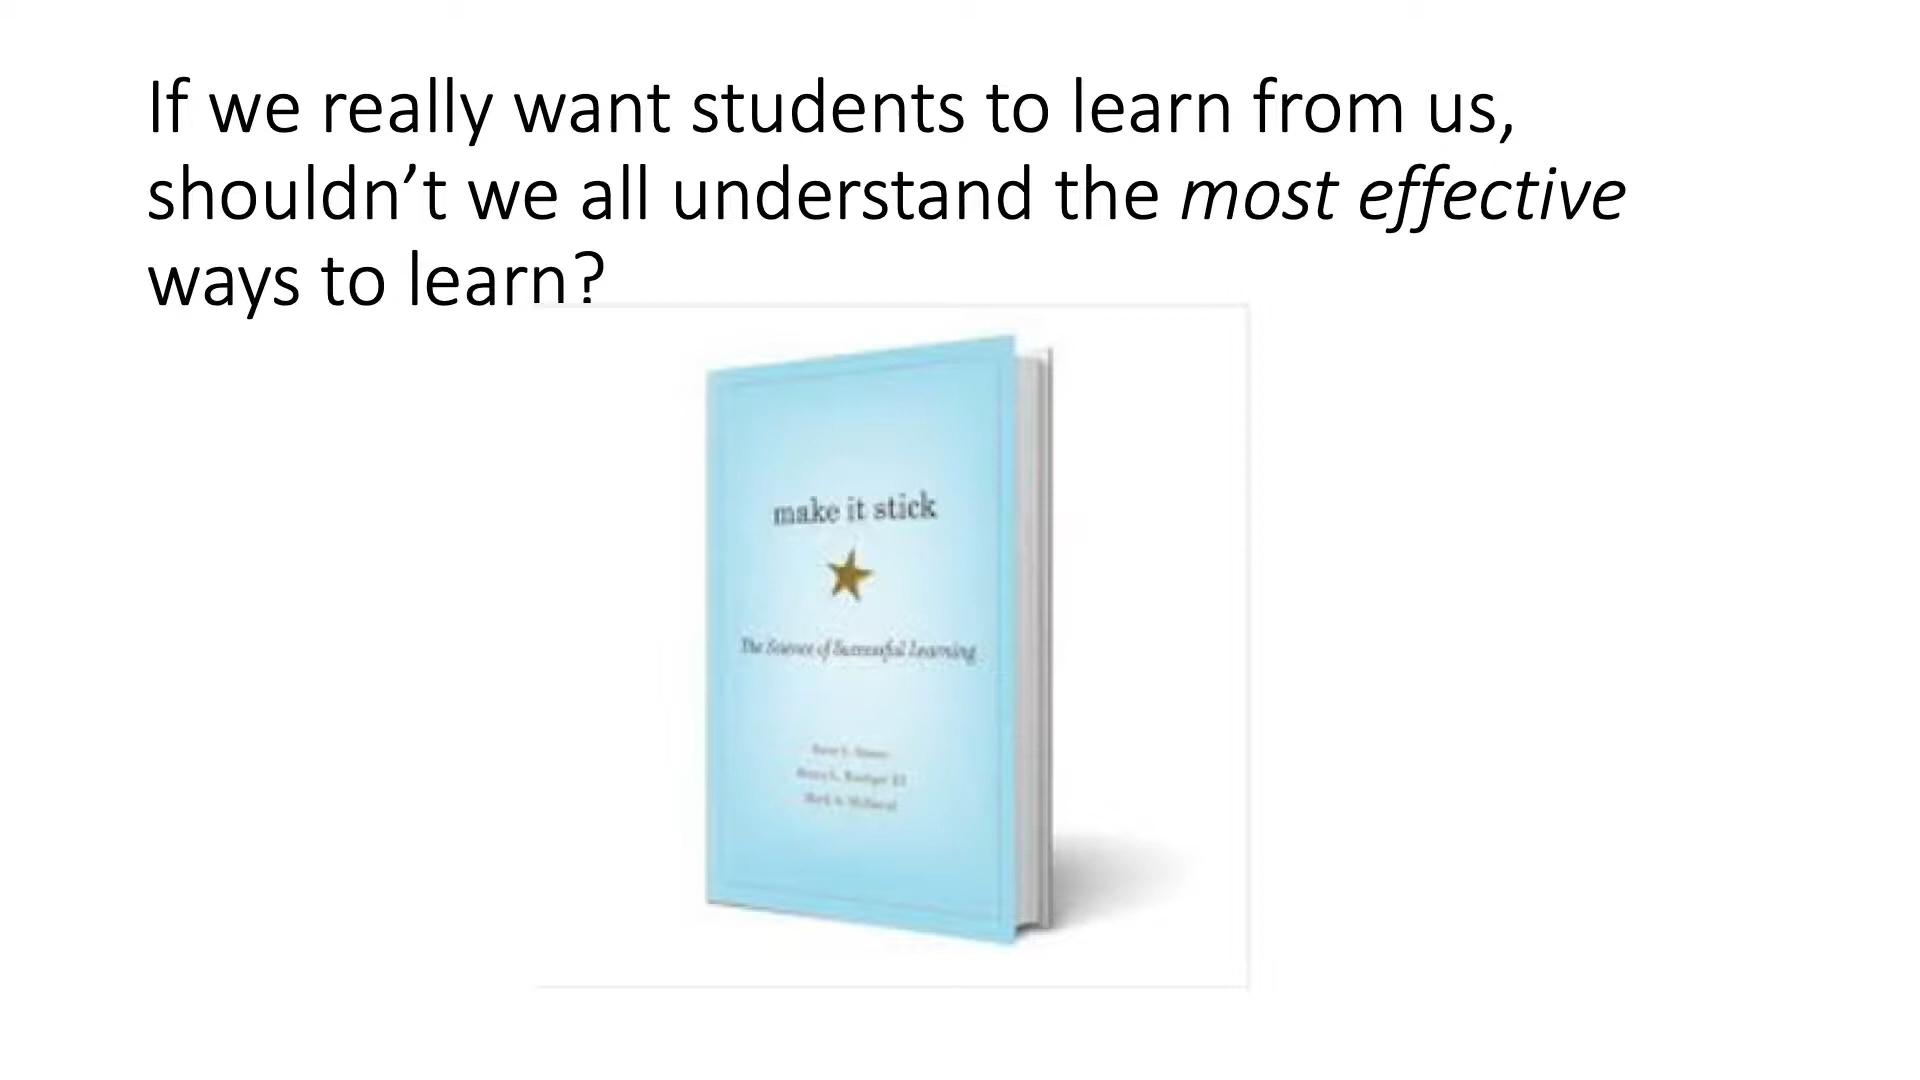 If we really want students to learn from us,
shouldn’t we all understand the most effective
ways to learn?
make it stick
The Science of Successful Learning